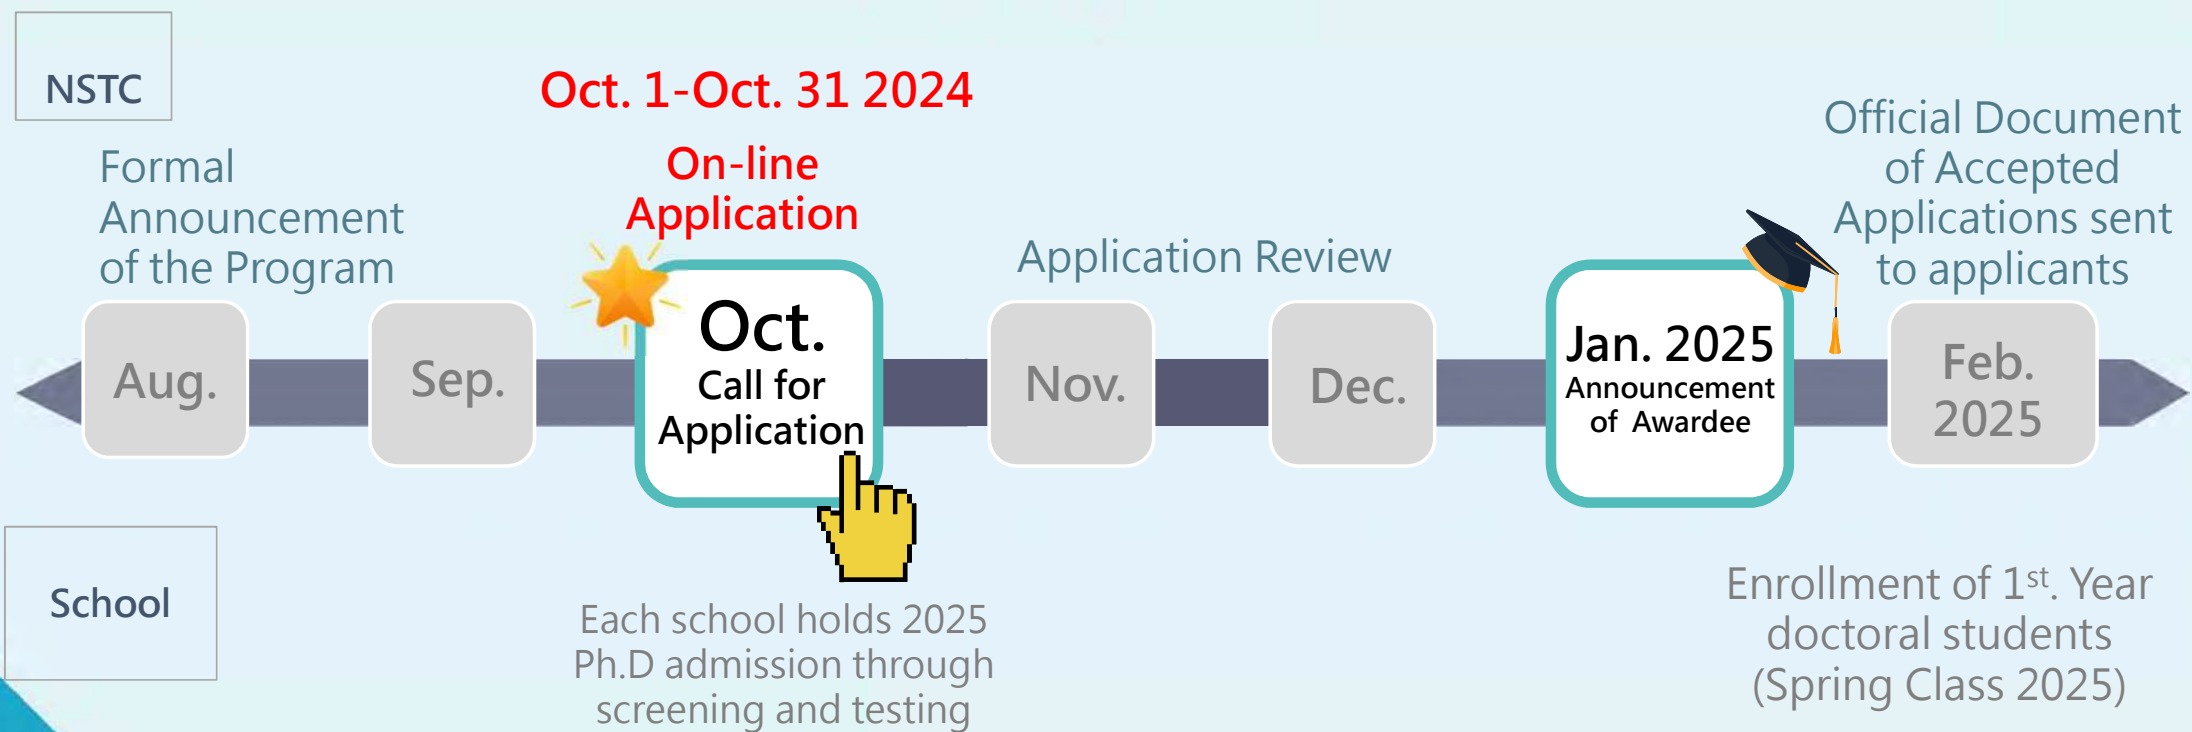 NSTC
Oct. 1-Oct. 31 2024
On-line
Application
Formal
Announcement
of the Program
Application Review
Official Document
of Accepted
Applications sent
to applicants
Aug.
Sep.
Oct.
Call for
Application
Nov.
Dec.
Jan. 2025
Announcement
of Awardee
Feb.
2025
School
Each school holds 2025
Ph.D admission through
screening and testing
Enrollment of 1st. Year
doctoral students
(Spring Class 2025)